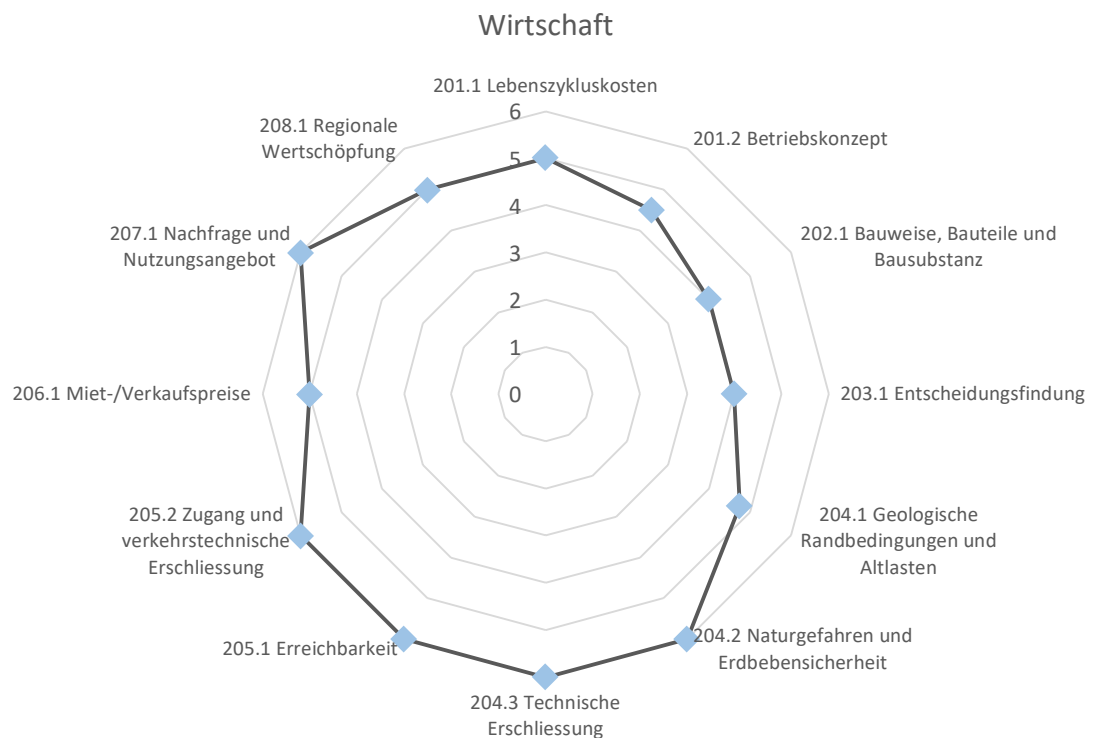 Wirtschaft
201.1 Lebenszykluskosten
201.2 Betriebskonzept
202.1 Bauweise, Bauteile und
Bausubstanz
203.1 Entscheidungsfindung
204.1 Geologische
Randbedingungen und
Altlasten
204.2 Naturgefahren und
Erdbebensicherheit
204.3 Technische
Erschliessung
205.1 Erreichbarkeit
205.2 Zugang und
verkehrstechnische
Erschliessung
206.1 Miet-/Verkaufspreise
207.1 Nachfrage und
Nutzungsangebot
208.1 Regionale
Wertschöpfung
6
5
4
3
2
1
0